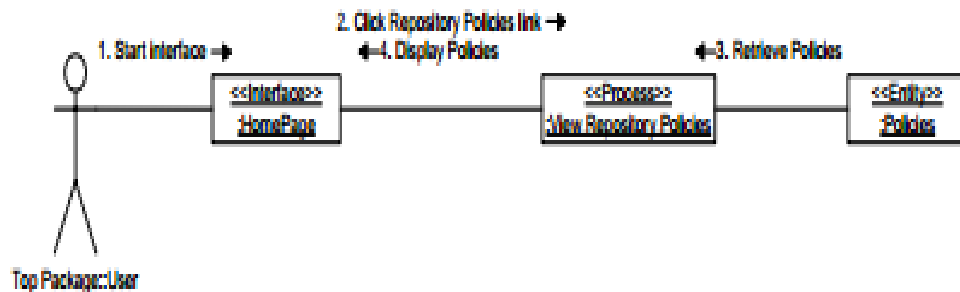 2. Click Repository Policies link →
1. Start interface →
←4. Display Policies
←3. Retrieve Policies
<<Interface>>
:HomePage
<<Process>>
:View Repository Policies
<<Entity>>
:Policies
Top Package::User